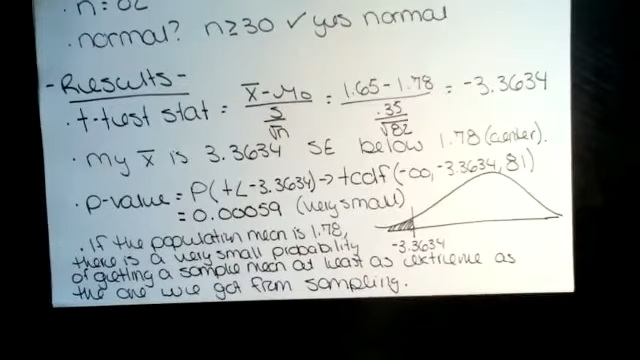 . n = 82
. normal? n ≥ 30 ✓ yes normal
- Results -
. t-test stat = x̄ - μ₀ / s/√n = 1.65 - 1.78 / .35/√82 = -3.3634
. my x̄ is 3.3634 SE below 1.78 (center).
. p-value = P(t < -3.3634) → tcdf(-∞, -3.3634, 81)
= 0.00059 (very small)
-3.3634
. If the population mean is 1.78,
there is a very small probability
of getting a sample mean at least as extreme as
the one we got from sampling.